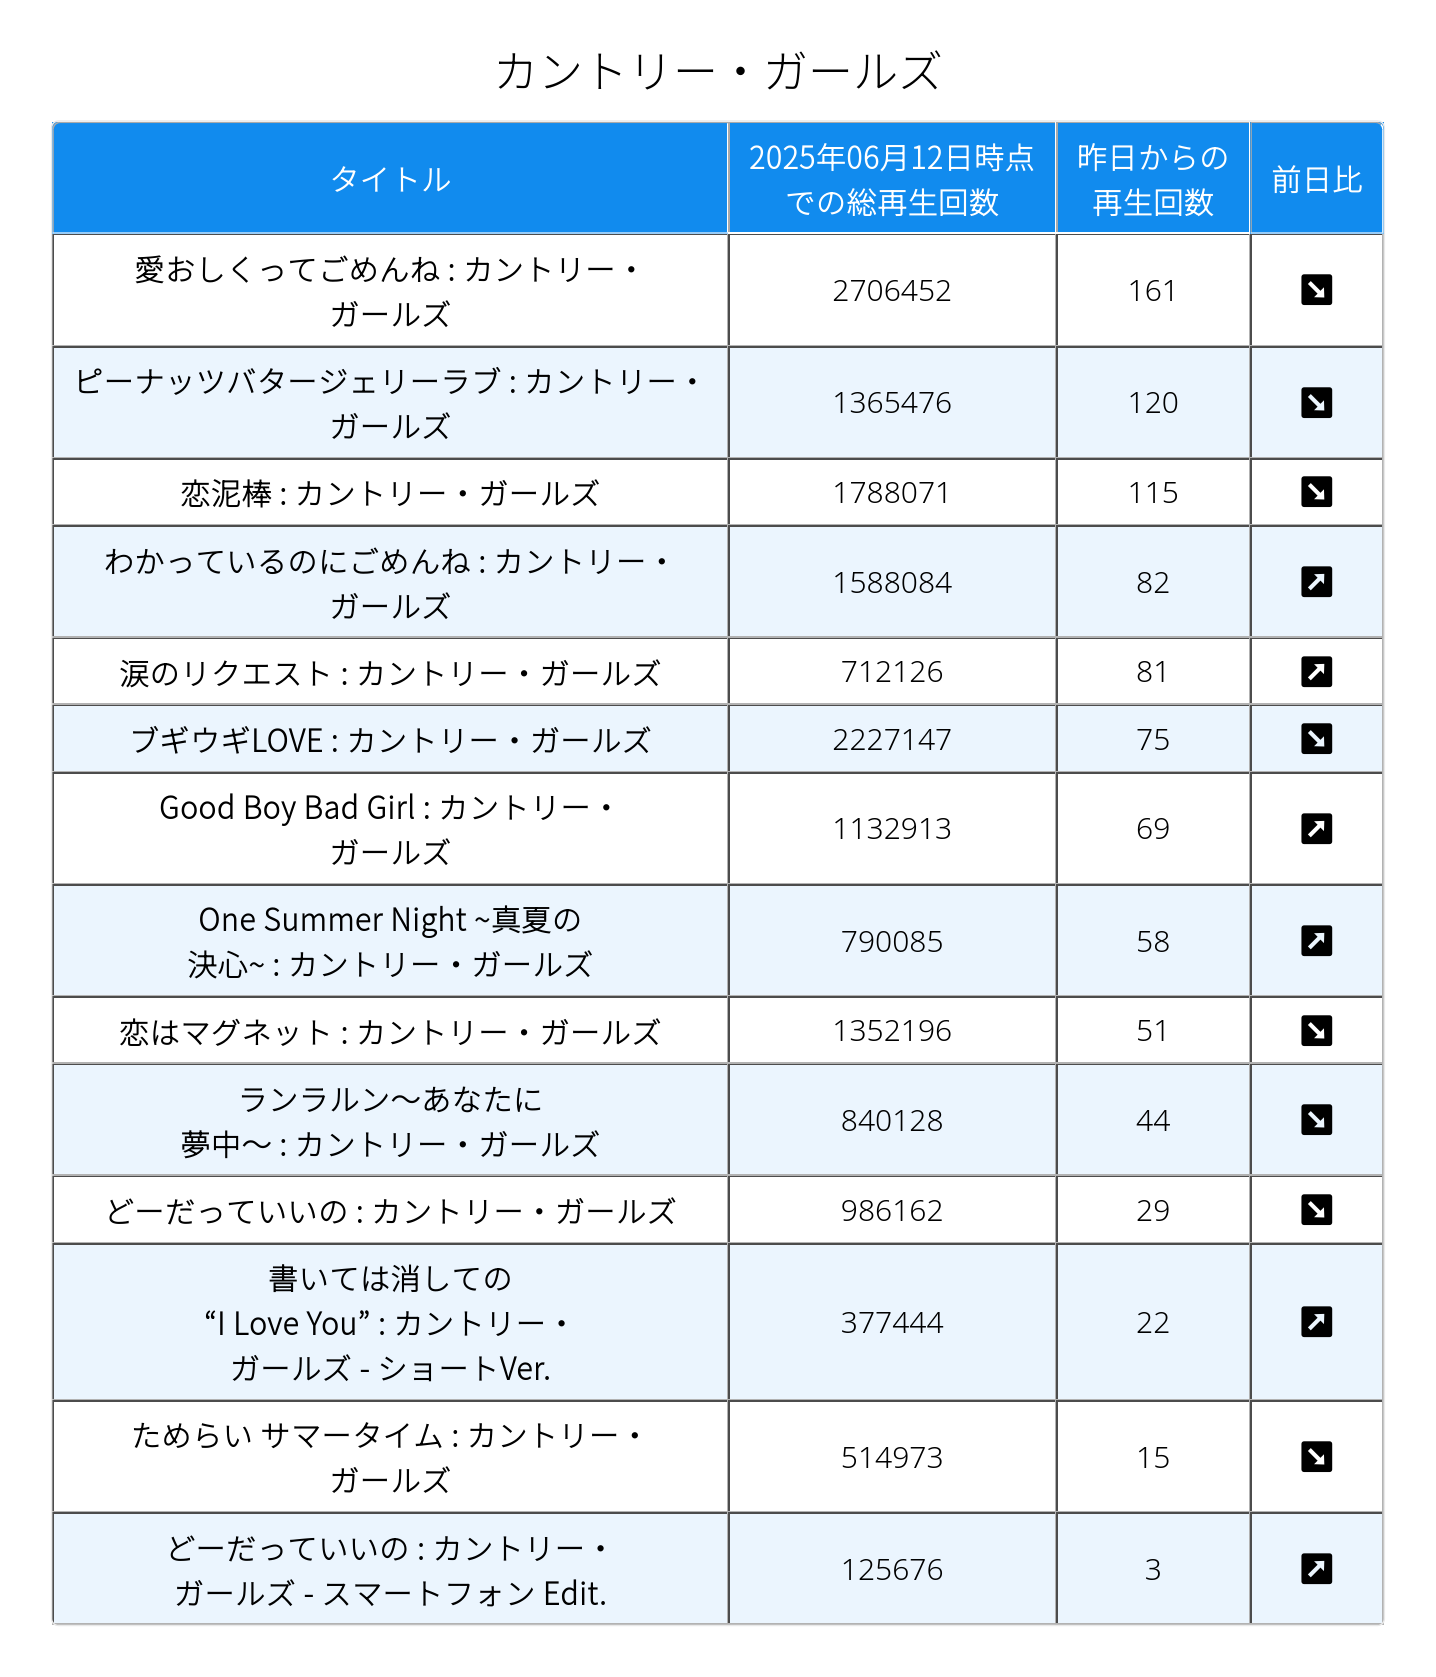 カントリー・ガールズ
タイトル
2025年06月12日時点
での総再生回数
昨日からの
再生回数
前日比
愛おしくってごめんね : カントリー・
ガールズ
2706452
161
ピーナッツバタージェリーラブ : カントリー・
ガールズ
1365476
120
恋泥棒 : カントリー・ガールズ
1788071
115
わかっているのにごめんね : カントリー・
ガールズ
1588084
82
涙のリクエスト : カントリー・ガールズ
712126
81
ブギウギLOVE : カントリー・ガールズ
2227147
75
Good Boy Bad Girl : カントリー・
ガールズ
1132913
69
One Summer Night ~真夏の
決心~ : カントリー・ガールズ
790085
58
恋はマグネット : カントリー・ガールズ
1352196
51
ランラルン～あなたに
夢中～ : カントリー・ガールズ
840128
44
どーだっていいの : カントリー・ガールズ
986162
29
書いては消しての
“I Love You” : カントリー・
ガールズ - ショートVer.
377444
22
ためらい サマータイム : カントリー・
ガールズ
514973
15
どーだっていいの : カントリー・
ガールズ - スマートフォン Edit.
125676
3